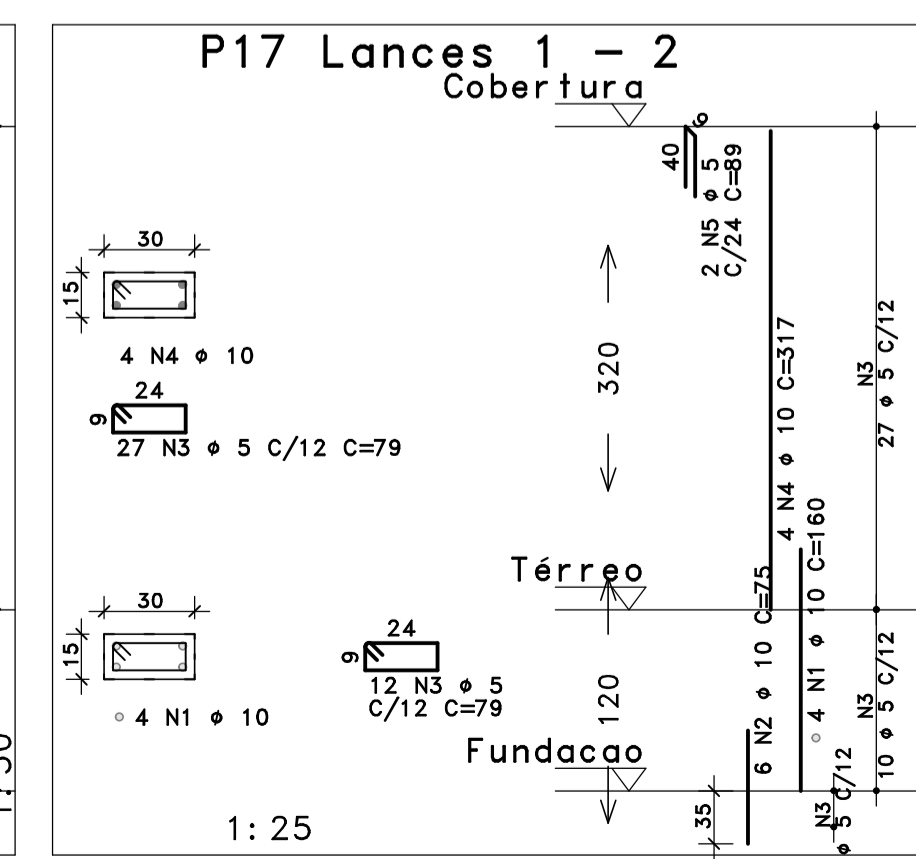 P17 Lances 1 - 2
Cobertura
40
9
2 N5 ø 5
C/24 C=89
30
15
4 N4 ø 10
24
9
27 N3 ø 5 C/12 C=79
320
4 N4 ø 10 C=317
N3
27 ø 5 C/12
Térreo
30
15
4 N1 ø 10
24
9
12 N3 ø 5
C/12 C=79
120
6 N2 ø 10 C=75
4 N1 ø 10 C=160
N3
10 ø 5 C/12
Fundacao
35
N3
ø 5 C/12
1:25